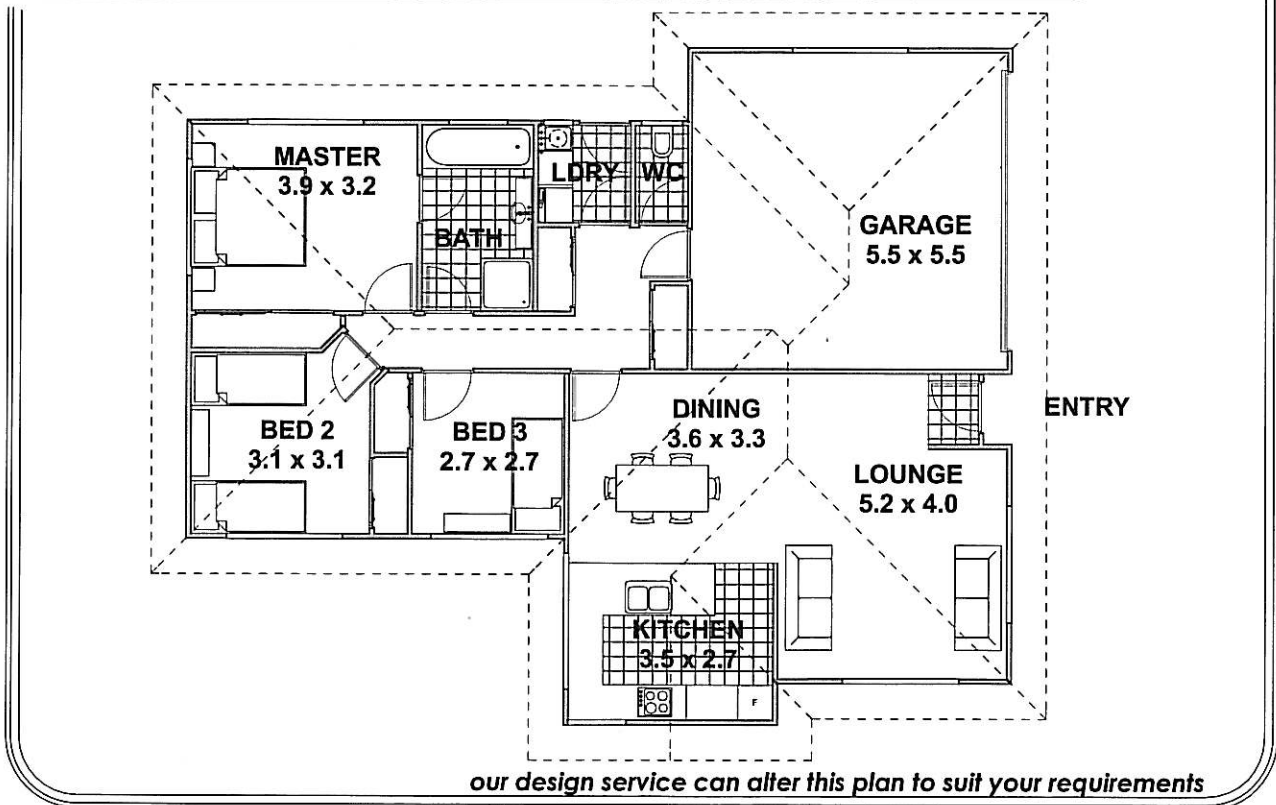 MASTER
3.9 x 3.2
BATH
LDRY
WC
GARAGE
5.5 x 5.5
BED 2
3.1 x 3.1
BED 3
2.7 x 2.7
DINING
3.6 x 3.3
ENTRY
LOUNGE
5.2 x 4.0
KITCHEN
3.5 x 2.7
F
our design service can alter this plan to suit your requirements